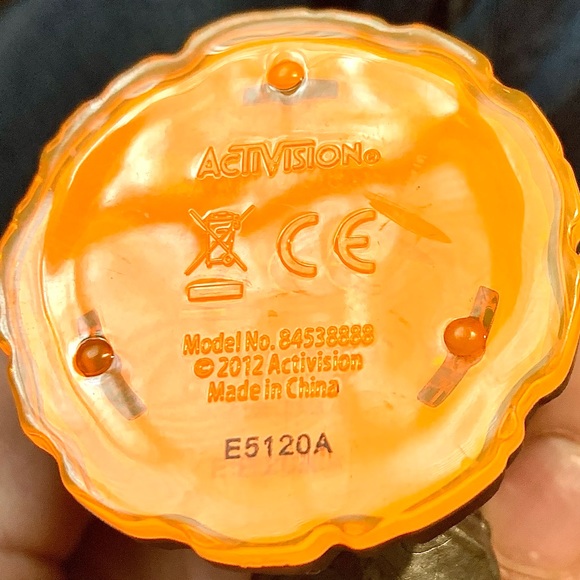 ACTIVISION®
CE
Model No. 84538888
© 2012 Activision
Made in China
E5120A